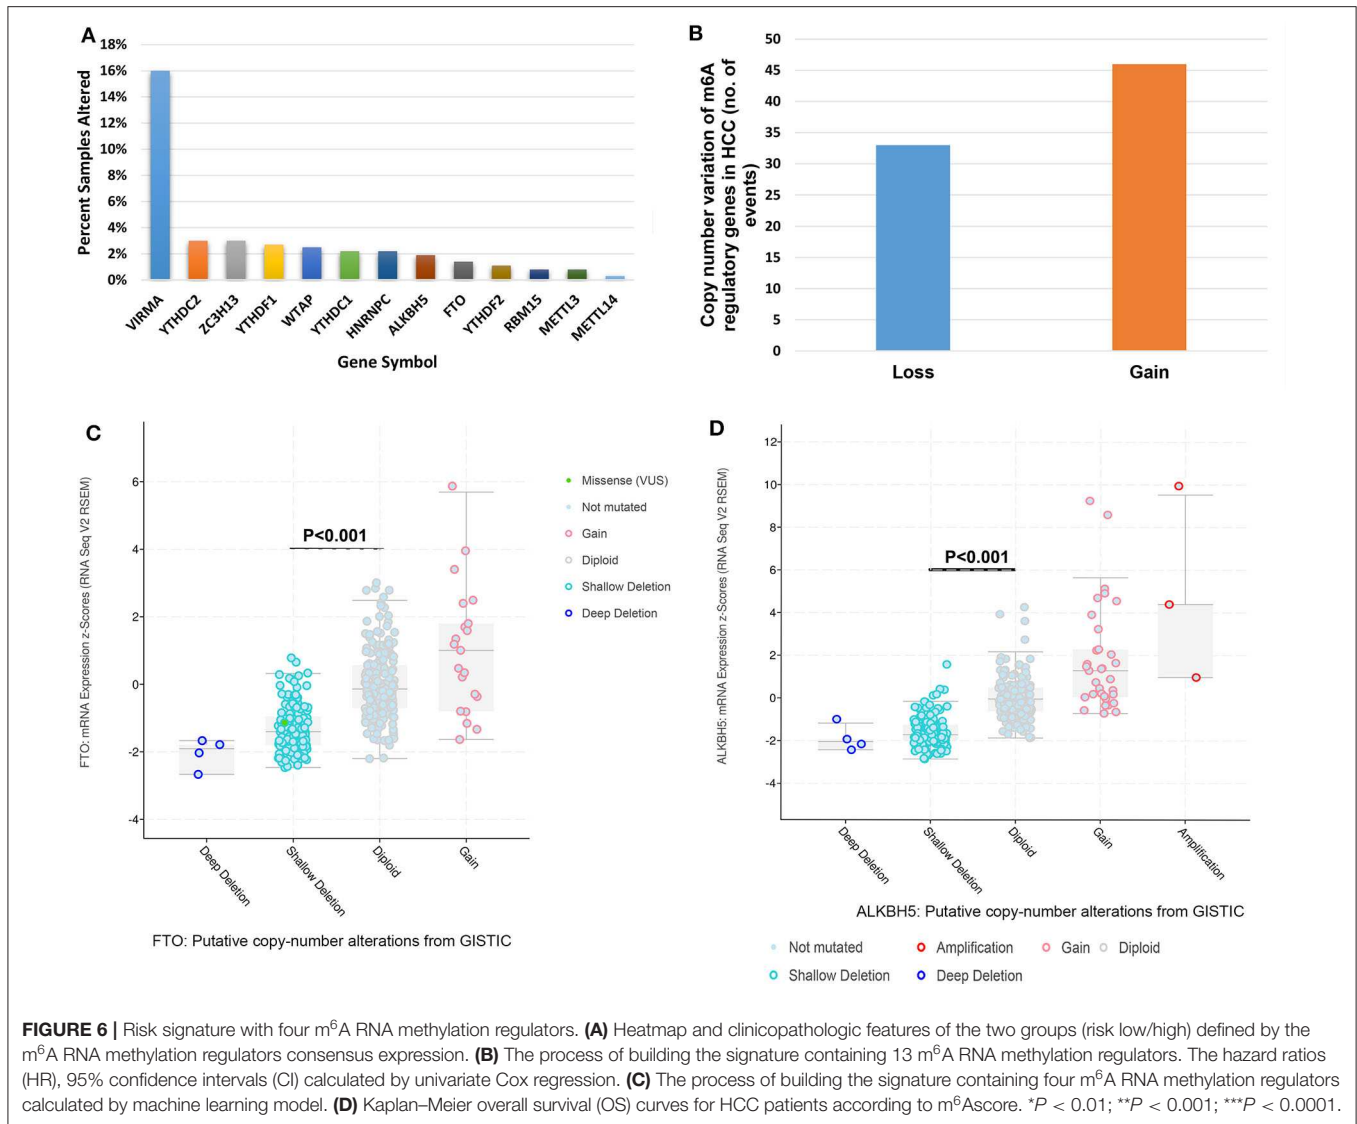 A
Percent Samples Altered
18%
16%
14%
12%
10%
8%
6%
4%
2%
0%
VIRMA
YTHDC2
ZC3H13
YTHDF1
WTAP
YTHDC1
HNRNPC
ALKBH5
FTO
YTHDF2
RBM15
METTL3
METTL14
Gene Symbol
B
Copy number variation of m6A
regulatory genes in HCC (no. of
events)
50
45
40
35
30
25
20
15
10
5
0
Loss
Gain
C
FTO: mRNA Expression z-Scores (RNA Seq V2 RSEM)
6
4
2
0
-2
-4
P<0.001
Deep Deletion
Shallow Deletion
Diploid
Gain
FTO: Putative copy-number alterations from GISTIC
Missense (VUS)
Not mutated
Gain
Diploid
Shallow Deletion
Deep Deletion
D
ALKBH5: mRNA Expression z-Scores (RNA Seq V2 RSEM)
12
10
8
6
4
2
0
-2
-4
P<0.001
Deep Deletion
Shallow Deletion
Diploid
Gain
Amplification
ALKBH5: Putative copy-number alterations from GISTIC
Not mutated Amplification Gain Diploid
Shallow Deletion Deep Deletion
FIGURE 6 | Risk signature with four m⁶A RNA methylation regulators. (A) Heatmap and clinicopathologic features of the two groups (risk low/high) defined by the
m⁶A RNA methylation regulators consensus expression. (B) The process of building the signature containing 13 m⁶A RNA methylation regulators. The hazard ratios
(HR), 95% confidence intervals (CI) calculated by univariate Cox regression. (C) The process of building the signature containing four m⁶A RNA methylation regulators
calculated by machine learning model. (D) Kaplan–Meier overall survival (OS) curves for HCC patients according to m⁶Ascore. *P < 0.01; **P < 0.001; ***P < 0.0001.